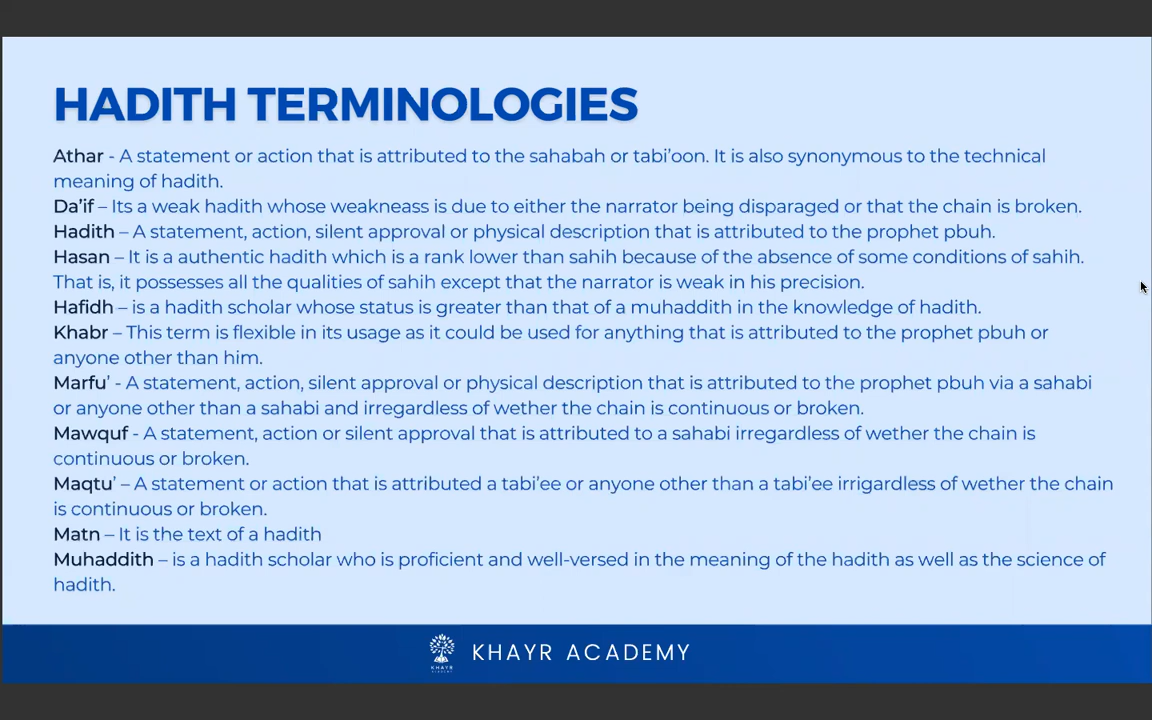 HADITH TERMINOLOGIES
Athar - A statement or action that is attributed to the sahabah or tabi'oon. It is also synonymous to the technical
meaning of hadith.
Da'if – Its a weak hadith whose weakneass is due to either the narrator being disparaged or that the chain is broken.
Hadith – A statement, action, silent approval or physical description that is attributed to the prophet pbuh.
Hasan – It is a authentic hadith which is a rank lower than sahih because of the absence of some conditions of sahih.
That is, it possesses all the qualities of sahih except that the narrator is weak in his precision.
Hafidh – is a hadith scholar whose status is greater than that of a muhaddith in the knowledge of hadith.
Khabr – This term is flexible in its usage as it could be used for anything that is attributed to the prophet pbuh or
anyone other than him.
Marfu' - A statement, action, silent approval or physical description that is attributed to the prophet pbuh via a sahabi
or anyone other than a sahabi and irregardless of wether the chain is continuous or broken.
Mawquf - A statement, action or silent approval that is attributed to a sahabi irregardless of wether the chain is
continuous or broken.
Maqtu' – A statement or action that is attributed a tabi'ee or anyone other than a tabi'ee irrigardless of wether the chain
is continuous or broken.
Matn – It is the text of a hadith
Muhaddith – is a hadith scholar who is proficient and well-versed in the meaning of the hadith as well as the science of
hadith.
KHAYR ACADEMY